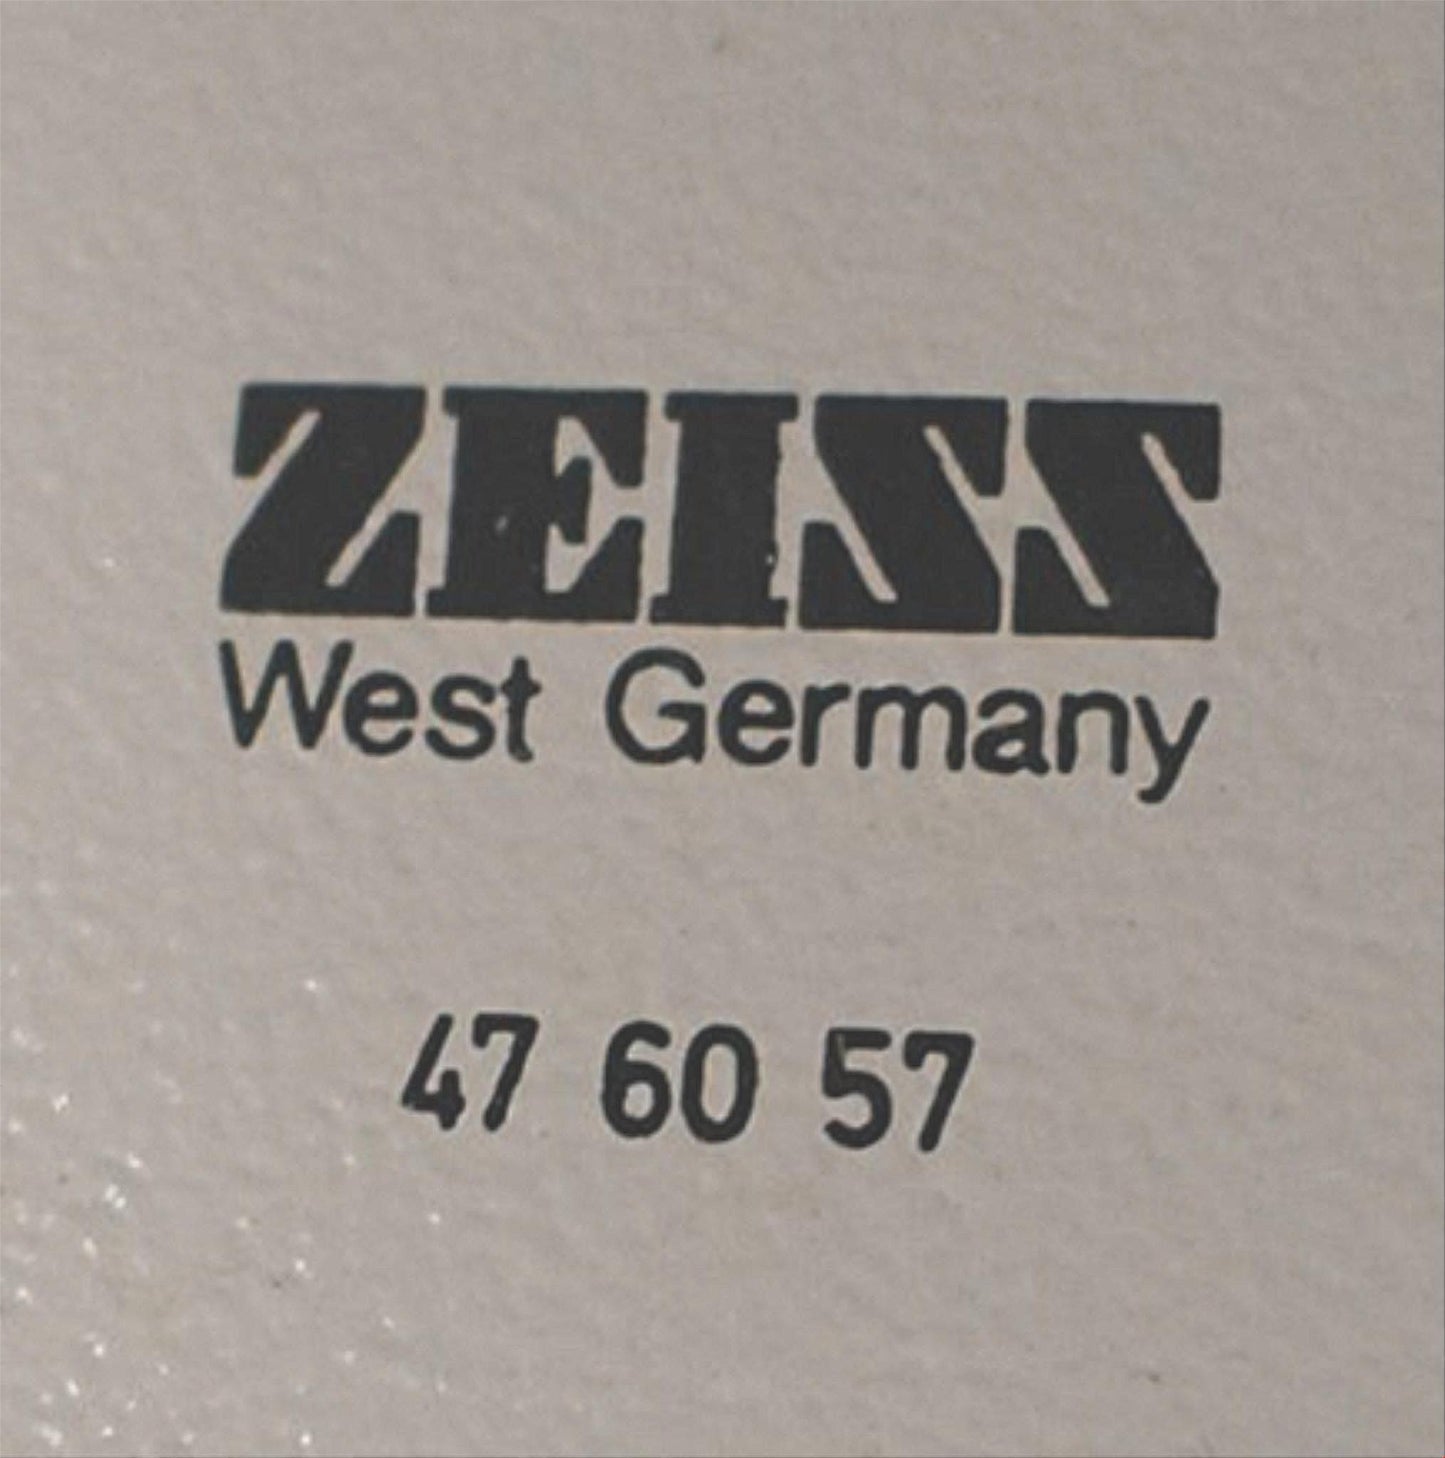 ZEISS
West Germany
47 60 57